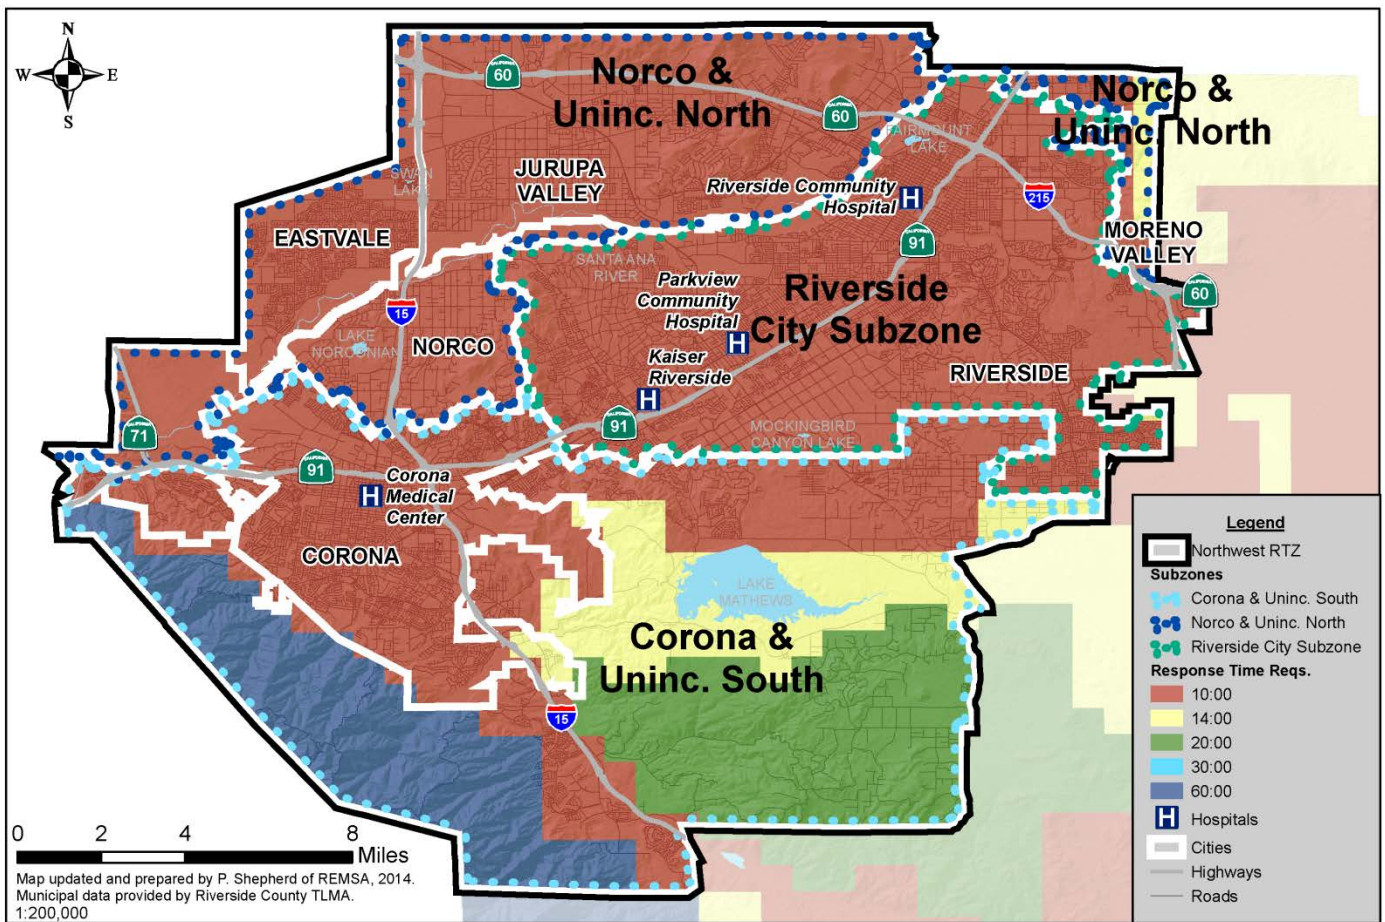 N
W
E
S
Norco &
Uninc. North
Norco &
Uninc. North
60
60
FAIRMOUNT
LAKE
SWAN
LAKE
JURUPA
VALLEY
Riverside Community
Hospital
H
215
91
EASTVALE
MORENO
VALLEY
SANTA ANA
RIVER
Parkview
Community
Hospital
H
Riverside
City Subzone
60
15
LAKE
NORCONIAN
NORCO
Kaiser
Riverside
H
RIVERSIDE
71
91
91
MOCKINGBIRD
CANYON LAKE
Corona
Medical
Center
H
CORONA
LAKE
MATHEWS
Corona &
Uninc. South
15
Legend
Northwest RTZ
Subzones
Corona & Uninc. South
Norco & Uninc. North
Riverside City Subzone
Response Time Reqs.
10:00
14:00
20:00
30:00
60:00
H Hospitals
Cities
Highways
Roads
0 2 4 8
Miles
Map updated and prepared by P. Shepherd of REMSA, 2014.
Municipal data provided by Riverside County TLMA.
1:200,000